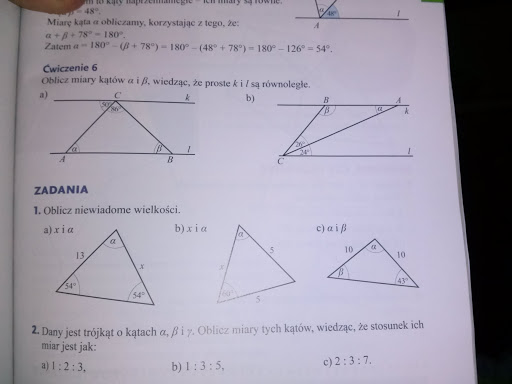 to kąty naprzemianległe – ich miary są równe.
= 48°.
Miarę kąta α obliczamy, korzystając z tego, że:
α + β + 78° = 180°.
Zatem α = 180° − (β + 78°) = 180° − (48° + 78°) = 180° − 126° = 54°.
α 48° A l
Ćwiczenie 6
Oblicz miary kątów α i β, wiedząc, że proste k i l są równoległe.
a) C k
50° 86°
α β l
A B
b) B A
β α k
26°
24° l
C
ZADANIA
1. Oblicz niewiadome wielkości.
a) x i α b) x i α c) α i β
α 13 x 54° 54°
α x 5 60° 5
10 α 10 β 43°
2. Dany jest trójkąt o kątach α, β i γ. Oblicz miary tych kątów, wiedząc, że stosunek ich
miar jest jak:
a) 1 : 2 : 3, b) 1 : 3 : 5, c) 2 : 3 : 7.